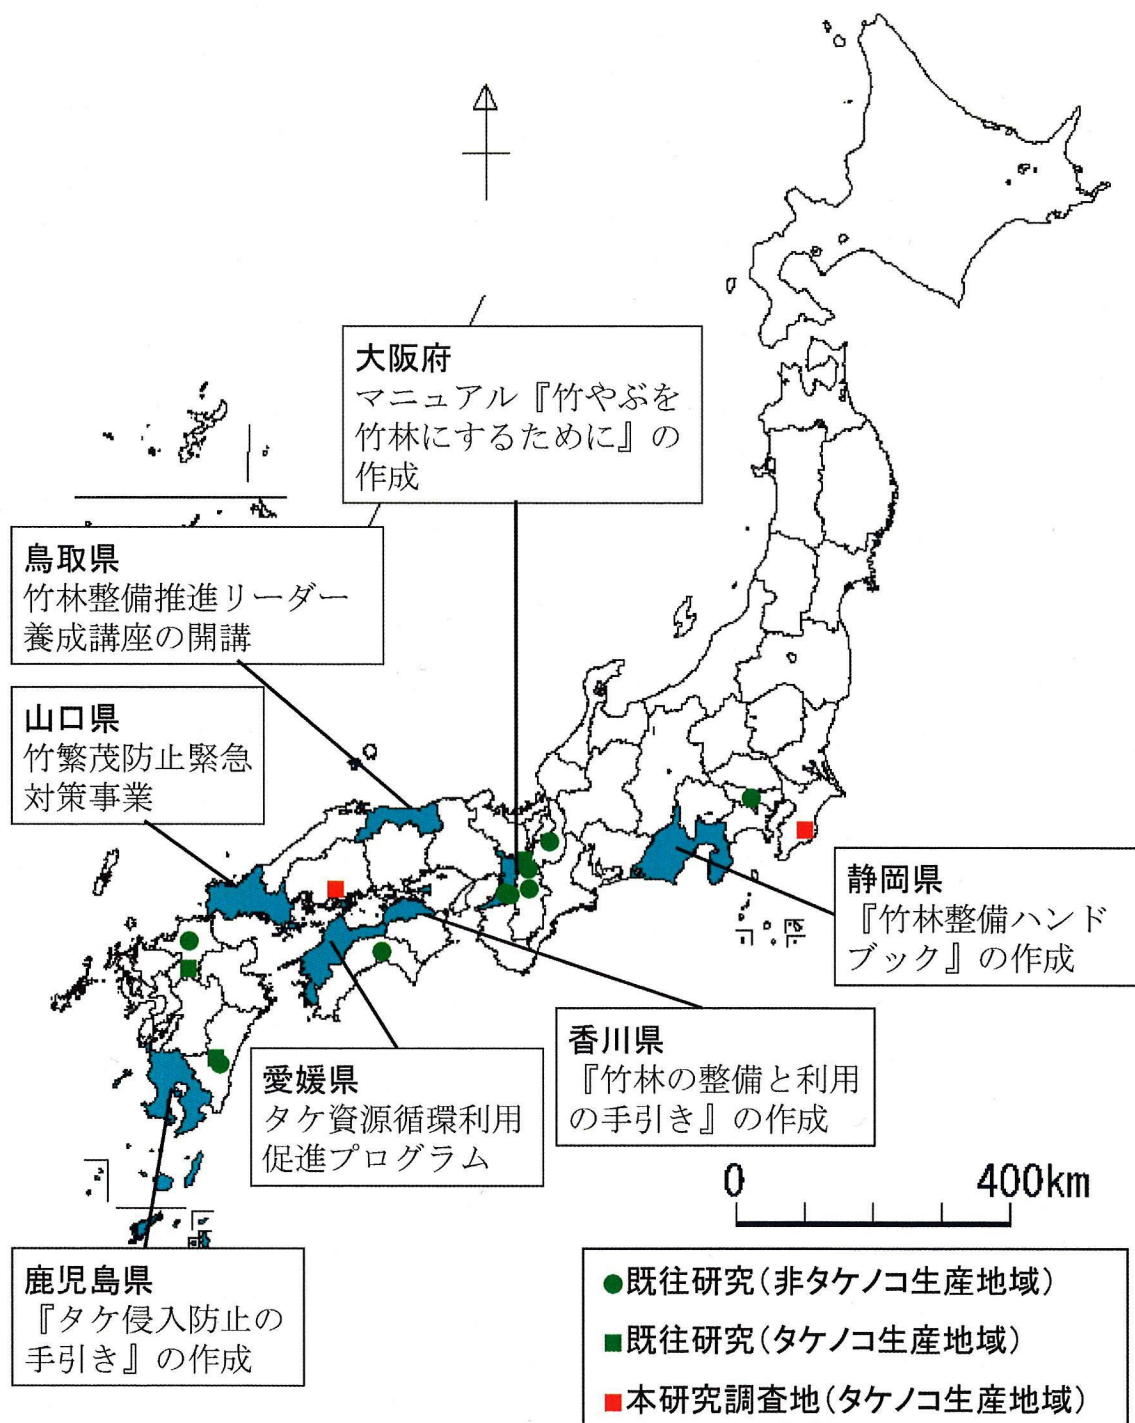 大阪府
マニュアル『竹やぶを
竹林にするために』の
作成
鳥取県
竹林整備推進リーダー
養成講座の開講
山口県
竹繁茂防止緊急
対策事業
静岡県
『竹林整備ハンド
ブック』の作成
香川県
『竹林の整備と利用
の手引き』の作成
愛媛県
タケ資源循環利用
促進プログラム
鹿児島県
『タケ侵入防止の
手引き』の作成
0 400km
●既往研究(非タケノコ生産地域)
■既往研究(タケノコ生産地域)
■本研究調査地(タケノコ生産地域)